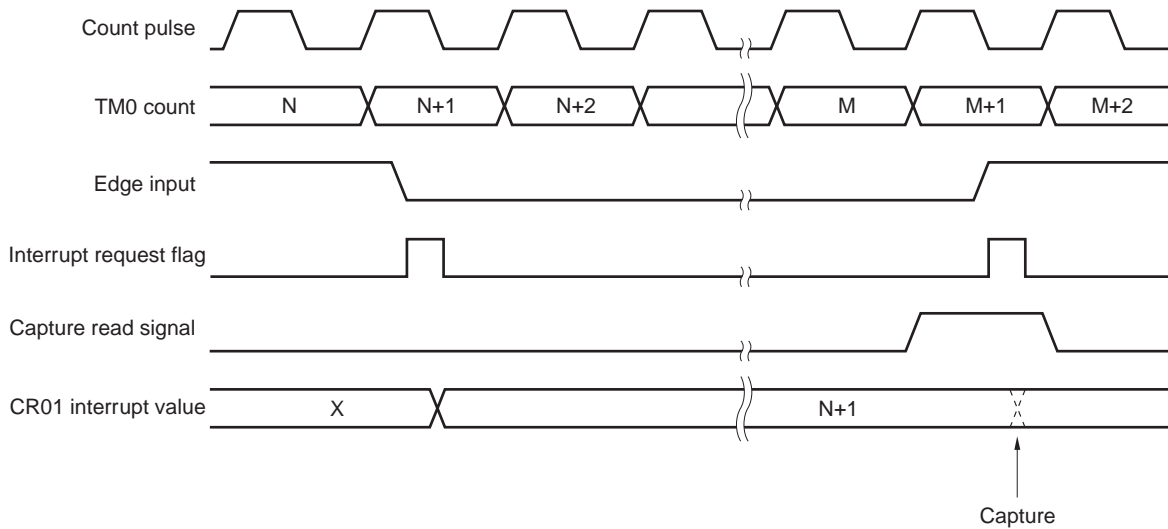 Count pulse
TM0 count N N+1 N+2 M M+1 M+2
Edge input
Interrupt request flag
Capture read signal
CR01 interrupt value X N+1
Capture